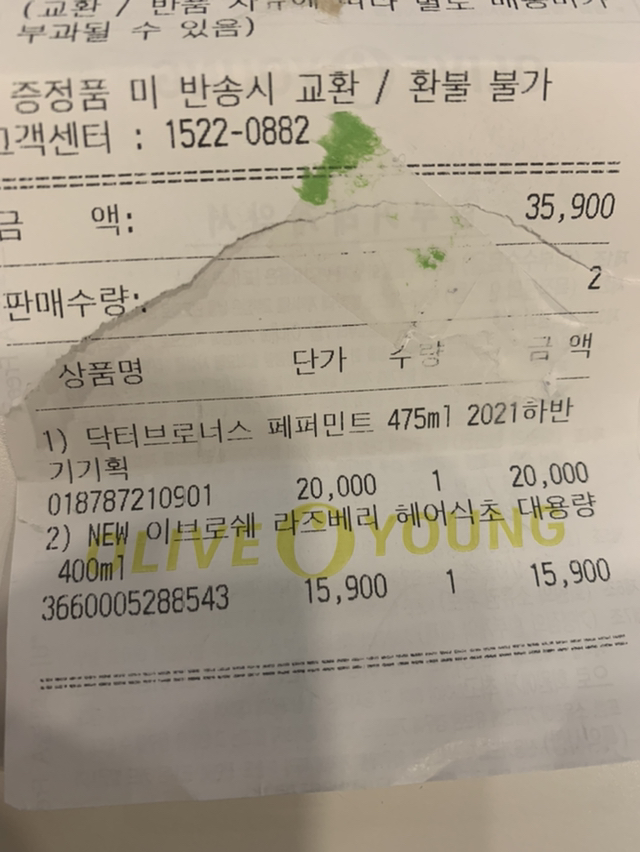 (교환 / 반품
부과될 수 있음)
증정품 미 반송시 교환 / 환불 불가
고객센터 : 1522-0882
금 액: 35,900
판매수량: 2
상품명 단가 수량 금액
1) 닥터브로너스 페퍼민트 475ml 2021하반
기기획
018787210901 20,000 1 20,000
2) NEW 이브로쉐 라즈베리 헤어식초 대용량
OLIVE YOUNG
400ml
3660005288543 15,900 1 15,900